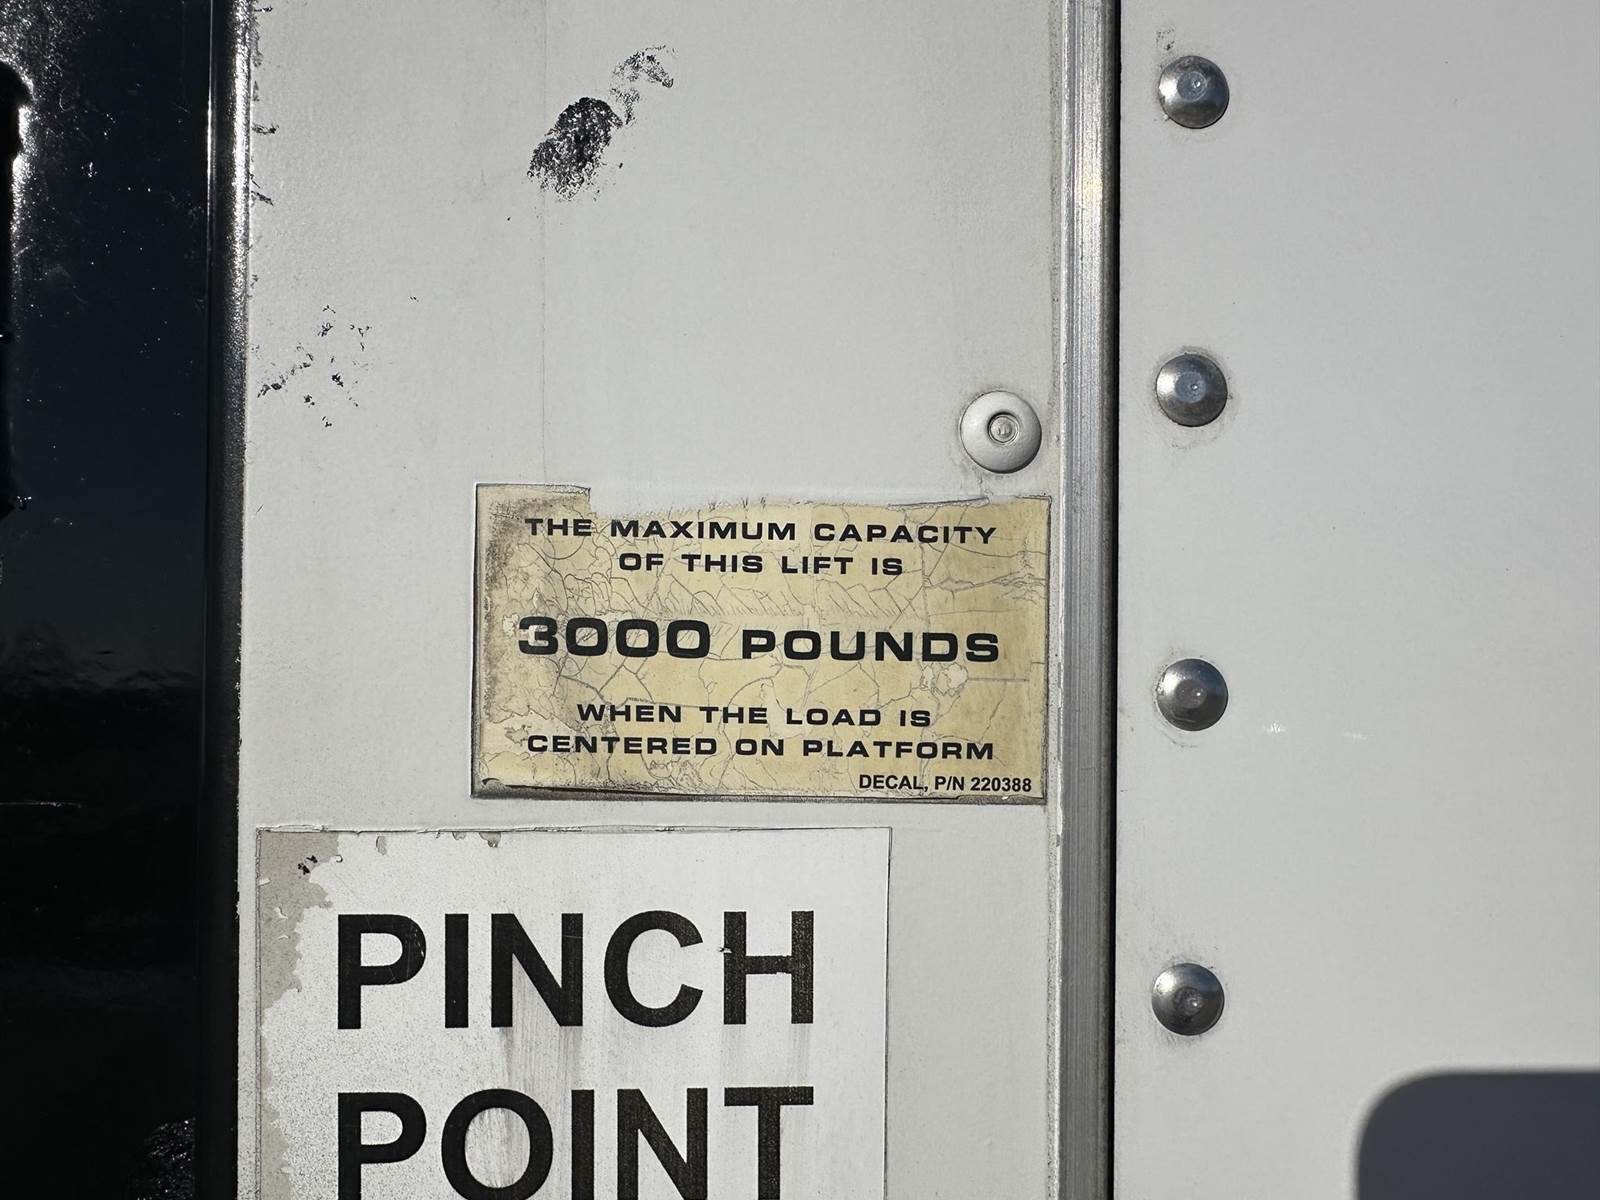 THE MAXIMUM CAPACITY
OF THIS LIFT IS
3000 POUNDS
WHEN THE LOAD IS
CENTERED ON PLATFORM
DECAL, P/N 220388
PINCH
POINT